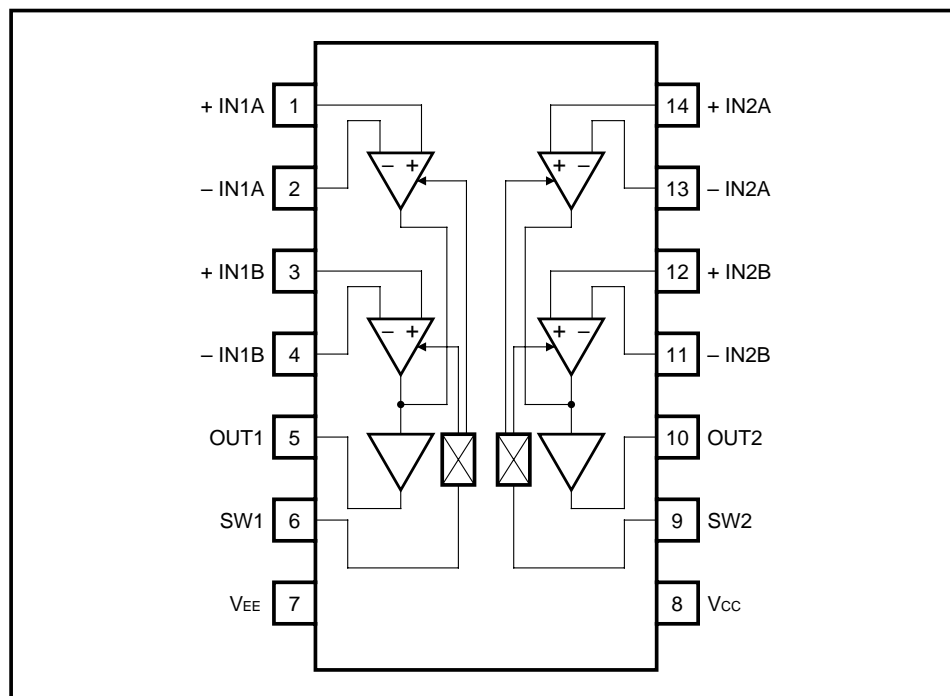 + IN1A 1 14 + IN2A
– +
+ –
– IN1A 2 13 – IN2A
+ IN1B 3 12 + IN2B
– +
+ –
– IN1B 4 11 – IN2B
OUT1 5 10 OUT2
SW1 6 9 SW2
VEE 7 8 VCC